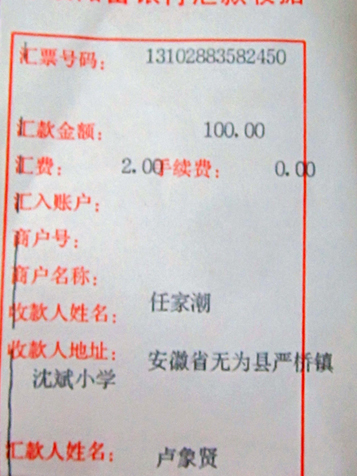 汇票号码： 13102883582450
汇款金额： 100.00
汇费： 2.00 手续费： 0.00
汇入账户：
商户号：
商户名称：
收款人姓名： 任家潮
收款人地址： 安徽省无为县严桥镇
沈斌小学
汇款人姓名： 卢象贤